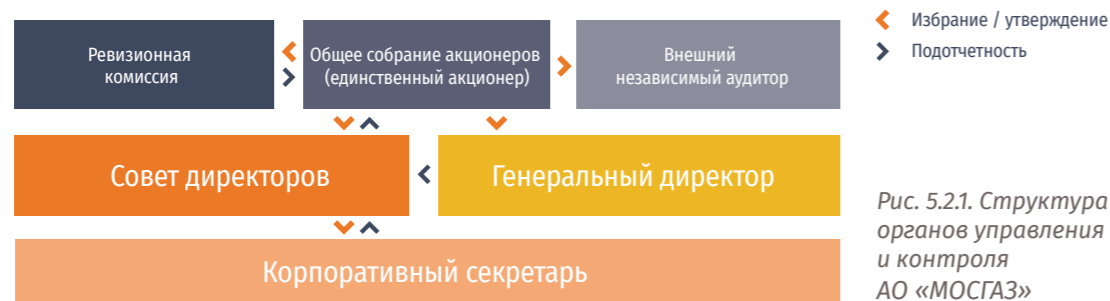 Ревизионная
комиссия
Общее собрание акционеров
(единственный акционер)
Внешний
независимый аудитор
Избрание / утверждение
Подотчетность
Совет директоров
Генеральный директор
Корпоративный секретарь
Рис. 5.2.1. Структура
органов управления
и контроля
АО «МОСГАЗ»